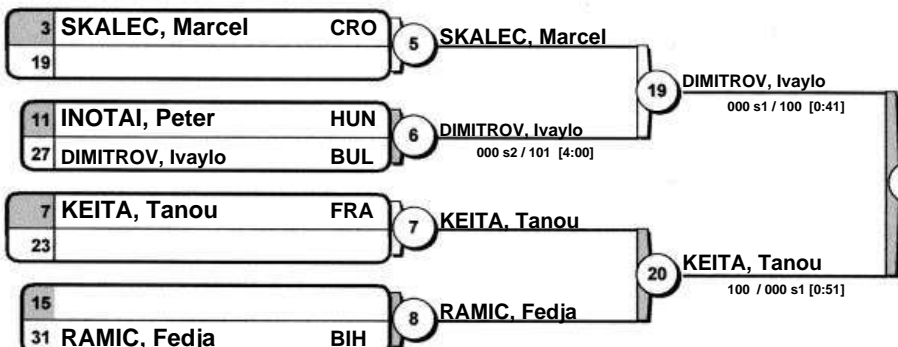 3 SKALEC, Marcel CRO
19
5 SKALEC, Marcel
11 INOTAI, Peter HUN
27 DIMITROV, Ivaylo BUL
6 DIMITROV, Ivaylo
000 s2 / 101 [4:00]
19 DIMITROV, Ivaylo
000 s1 / 100 [0:41]
7 KEITA, Tanou FRA
23
7 KEITA, Tanou
15
31 RAMIC, Fedja BIH
8 RAMIC, Fedja
20 KEITA, Tanou
100 / 000 s1 [0:51]